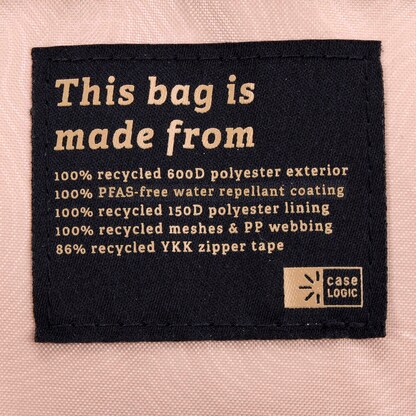 This bag is
made from
100% recycled 600D polyester exterior
100% PFAS-free water repellant coating
100% recycled 150D polyester lining
100% recycled meshes & PP webbing
86% recycled YKK zipper tape
case
LOGIC